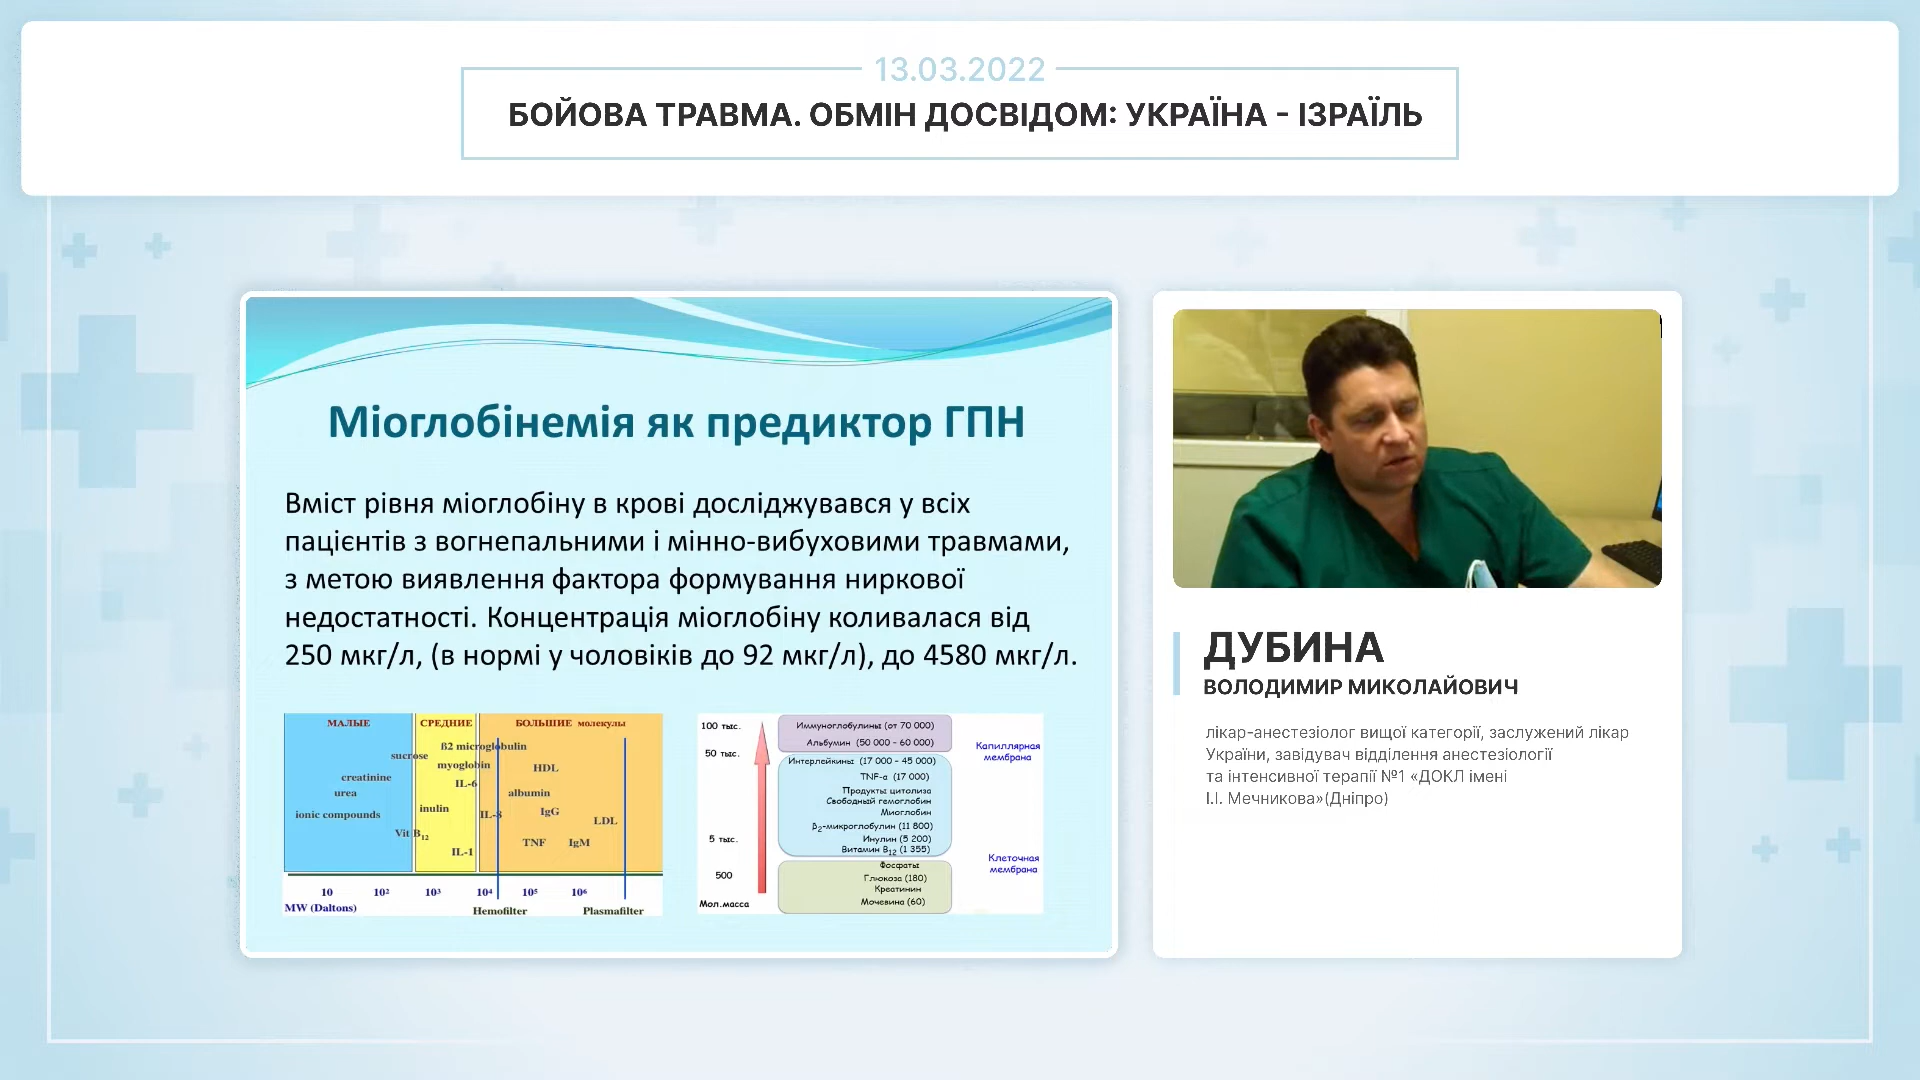 13.03.2022
БОЙОВА ТРАВМА. ОБМІН ДОСВІДОМ: УКРАЇНА - ІЗРАЇЛЬ
Міоглобінемія як предиктор ГПН
Вміст рівня міоглобіну в крові досліджувався у всіх
пацієнтів з вогнепальними і мінно-вибуховими травмами,
з метою виявлення фактора формування ниркової
недостатності. Концентрація міоглобіну коливалася від
250 мкг/л, (в нормі у чоловіків до 92 мкг/л), до 4580 мкг/л.
МАЛЫЕ СРЕДНИЕ БОЛЬШИЕ молекулы
ß2 microglobulin
sucrose
myoglobin HDL
creatinine IL-6
urea albumin
inulin IgG
ionic compounds IL-8 LDL
Vit B12
TNF IgM
IL-1
10 10² 10³ 10⁴ 10⁵ 10⁶
MW (Daltons)
Hemofilter Plasmafilter
100 тыс. Иммуноглобулины (от 70 000)
Альбумин (50 000 - 60 000) Капиллярная
50 тыс. мембрана
Интерлейкины (17 000 - 45 000)
TNF-α (17 000)
Продукты цитолиза
Свободный гемоглобин
Миоглобин
β2-микроглобулин (11 800)
5 тыс. Инулин (5 200)
Витамин B12 (1 355)
Клеточная
Фосфаты мембрана
500 Глюкоза (180)
Креатинин
Мол.масса Мочевина (60)
ДУБИНА
ВОЛОДИМИР МИКОЛАЙОВИЧ
лікар-анестезіолог вищої категорії, заслужений лікар
України, завідувач відділення анестезіології
та інтенсивної терапії №1 «ДОКЛ імені
І.І. Мечникова»(Дніпро)